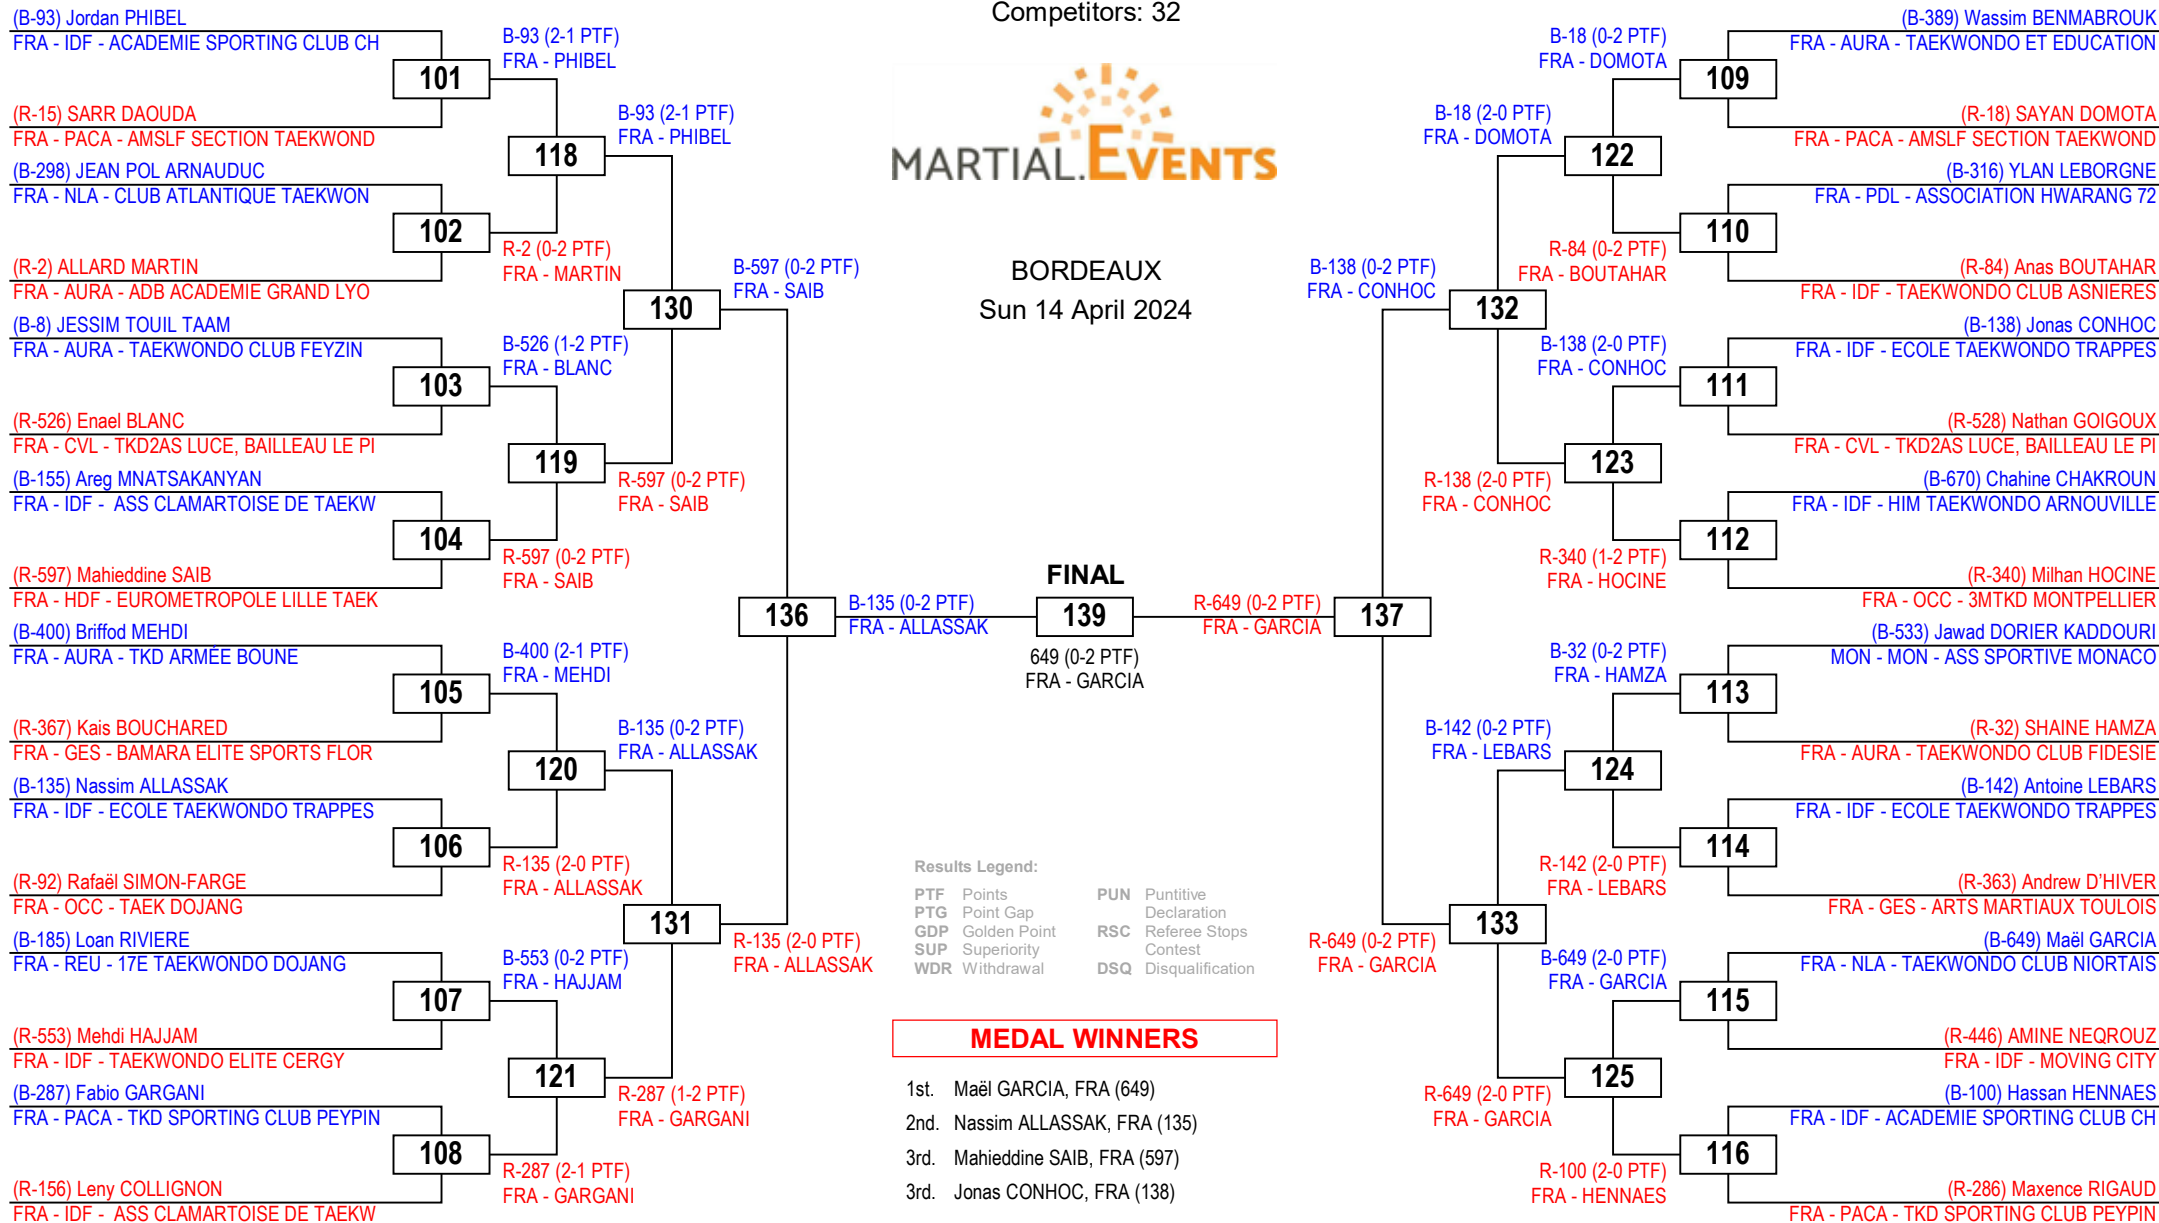 Competitors: 32
MARTIAL.EVENTS
BORDEAUX
Sun 14 April 2024
(B-93) Jordan PHIBEL
FRA - IDF - ACADEMIE SPORTING CLUB CH
101
(R-15) SARR DAOUDA
FRA - PACA - AMSLF SECTION TAEKWOND
(B-298) JEAN POL ARNAUDUC
FRA - NLA - CLUB ATLANTIQUE TAEKWON
102
(R-2) ALLARD MARTIN
FRA - AURA - ADB ACADEMIE GRAND LYO
(B-8) JESSIM TOUIL TAAM
FRA - AURA - TAEKWONDO CLUB FEYZIN
103
(R-526) Enael BLANC
FRA - CVL - TKD2AS LUCE, BAILLEAU LE PI
(B-155) Areg MNATSAKANYAN
FRA - IDF - ASS CLAMARTOISE DE TAEKW
104
(R-597) Mahieddine SAIB
FRA - HDF - EUROMETROPOLE LILLE TAEK
(B-400) Briffod MEHDI
FRA - AURA - TKD ARMÉE BOUNE
105
(R-367) Kais BOUCHARED
FRA - GES - BAMARA ELITE SPORTS FLOR
(B-135) Nassim ALLASSAK
FRA - IDF - ECOLE TAEKWONDO TRAPPES
106
(R-92) Rafaël SIMON-FARGE
FRA - OCC - TAEK DOJANG
(B-185) Loan RIVIERE
FRA - REU - 17E TAEKWONDO DOJANG
107
(R-553) Mehdi HAJJAM
FRA - IDF - TAEKWONDO ELITE CERGY
(B-287) Fabio GARGANI
FRA - PACA - TKD SPORTING CLUB PEYPIN
108
(R-156) Leny COLLIGNON
FRA - IDF - ASS CLAMARTOISE DE TAEKW
B-93 (2-1 PTF)
FRA - PHIBEL
118
R-2 (0-2 PTF)
FRA - MARTIN
B-526 (1-2 PTF)
FRA - BLANC
119
R-597 (0-2 PTF)
FRA - SAIB
B-400 (2-1 PTF)
FRA - MEHDI
120
R-135 (2-0 PTF)
FRA - ALLASSAK
B-553 (0-2 PTF)
FRA - HAJJAM
121
R-287 (2-1 PTF)
FRA - GARGANI
B-93 (2-1 PTF)
FRA - PHIBEL
130
R-597 (0-2 PTF)
FRA - SAIB
B-135 (0-2 PTF)
FRA - ALLASSAK
131
R-287 (1-2 PTF)
FRA - GARGANI
B-597 (0-2 PTF)
FRA - SAIB
136
R-135 (2-0 PTF)
FRA - ALLASSAK
B-135 (0-2 PTF)
FRA - ALLASSAK
FINAL
139
649 (0-2 PTF)
FRA - GARCIA
R-649 (0-2 PTF)
FRA - GARCIA
B-138 (0-2 PTF)
FRA - CONHOC
137
R-649 (0-2 PTF)
FRA - GARCIA
B-18 (2-0 PTF)
FRA - DOMOTA
132
R-138 (2-0 PTF)
FRA - CONHOC
B-142 (0-2 PTF)
FRA - LEBARS
133
R-649 (2-0 PTF)
FRA - GARCIA
B-18 (0-2 PTF)
FRA - DOMOTA
122
R-84 (0-2 PTF)
FRA - BOUTAHAR
B-138 (2-0 PTF)
FRA - CONHOC
123
R-340 (1-2 PTF)
FRA - HOCINE
B-32 (0-2 PTF)
FRA - HAMZA
124
R-142 (2-0 PTF)
FRA - LEBARS
B-649 (2-0 PTF)
FRA - GARCIA
125
R-100 (2-0 PTF)
FRA - HENNAES
(B-389) Wassim BENMABROUK
FRA - AURA - TAEKWONDO ET EDUCATION
109
(R-18) SAYAN DOMOTA
FRA - PACA - AMSLF SECTION TAEKWOND
(B-316) YLAN LEBORGNE
FRA - PDL - ASSOCIATION HWARANG 72
110
(R-84) Anas BOUTAHAR
FRA - IDF - TAEKWONDO CLUB ASNIERES
(B-138) Jonas CONHOC
FRA - IDF - ECOLE TAEKWONDO TRAPPES
111
(R-528) Nathan GOIGOUX
FRA - CVL - TKD2AS LUCE, BAILLEAU LE PI
(B-670) Chahine CHAKROUN
FRA - IDF - HIM TAEKWONDO ARNOUVILLE
112
(R-340) Milhan HOCINE
FRA - OCC - 3MTKD MONTPELLIER
(B-533) Jawad DORIER KADDOURI
MON - MON - ASS SPORTIVE MONACO
113
(R-32) SHAINE HAMZA
FRA - AURA - TAEKWONDO CLUB FIDESIE
(B-142) Antoine LEBARS
FRA - IDF - ECOLE TAEKWONDO TRAPPES
114
(R-363) Andrew D'HIVER
FRA - GES - ARTS MARTIAUX TOULOIS
(B-649) Maël GARCIA
FRA - NLA - TAEKWONDO CLUB NIORTAIS
115
(R-446) AMINE NEQROUZ
FRA - IDF - MOVING CITY
(B-100) Hassan HENNAES
FRA - IDF - ACADEMIE SPORTING CLUB CH
116
(R-286) Maxence RIGAUD
FRA - PACA - TKD SPORTING CLUB PEYPIN
Results Legend:
PTF Points
PTG Point Gap
GDP Golden Point
SUP Superiority
WDR Withdrawal
PUN Puntitive
Declaration
RSC Referee Stops
Contest
DSQ Disqualification
MEDAL WINNERS
1st. Maël GARCIA, FRA (649)
2nd. Nassim ALLASSAK, FRA (135)
3rd. Mahieddine SAIB, FRA (597)
3rd. Jonas CONHOC, FRA (138)